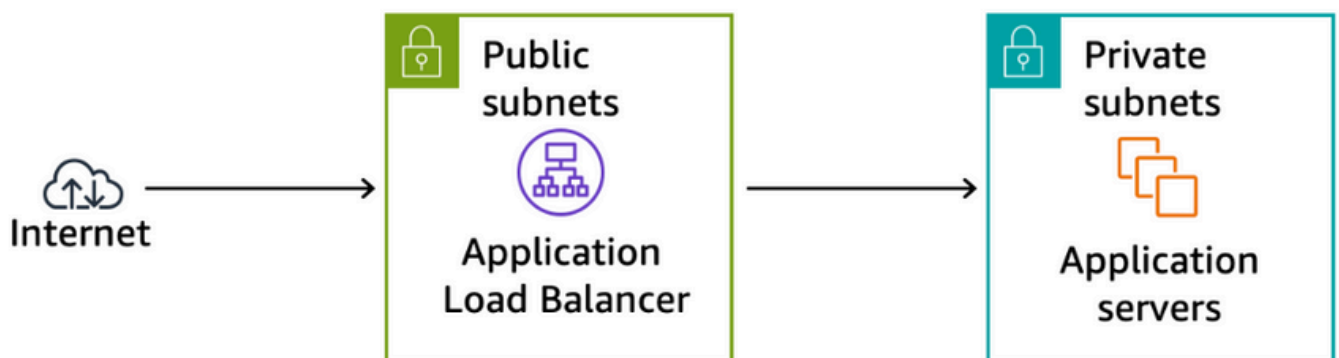 Internet
Public
subnets
Application
Load Balancer
Private
subnets
Application
servers